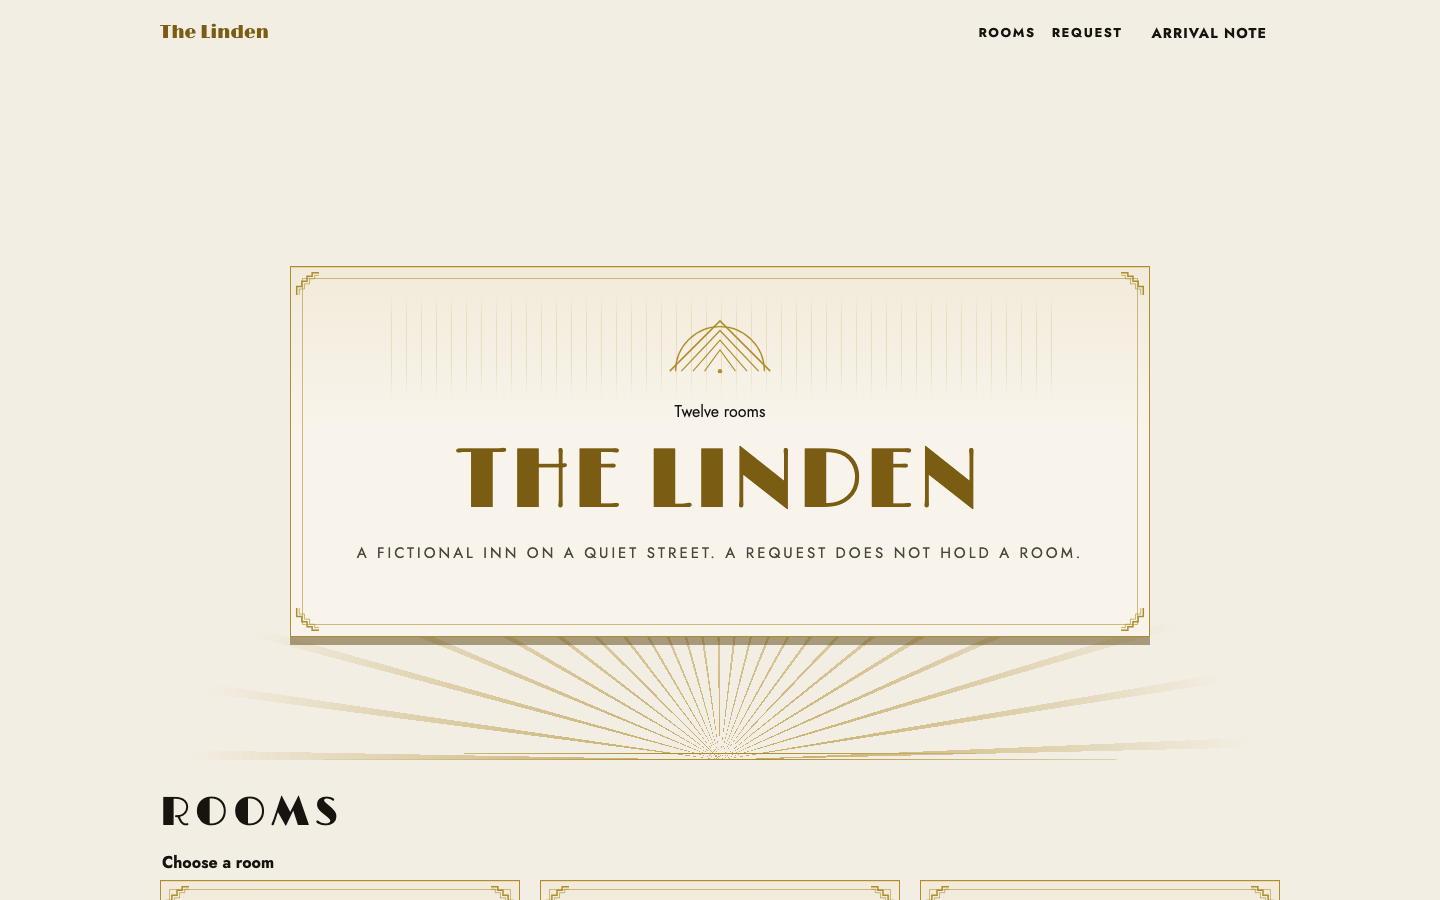 The Linden
ROOMS REQUEST ARRIVAL NOTE
Twelve rooms
THE LINDEN
A FICTIONAL INN ON A QUIET STREET. A REQUEST DOES NOT HOLD A ROOM.
ROOMS
Choose a room